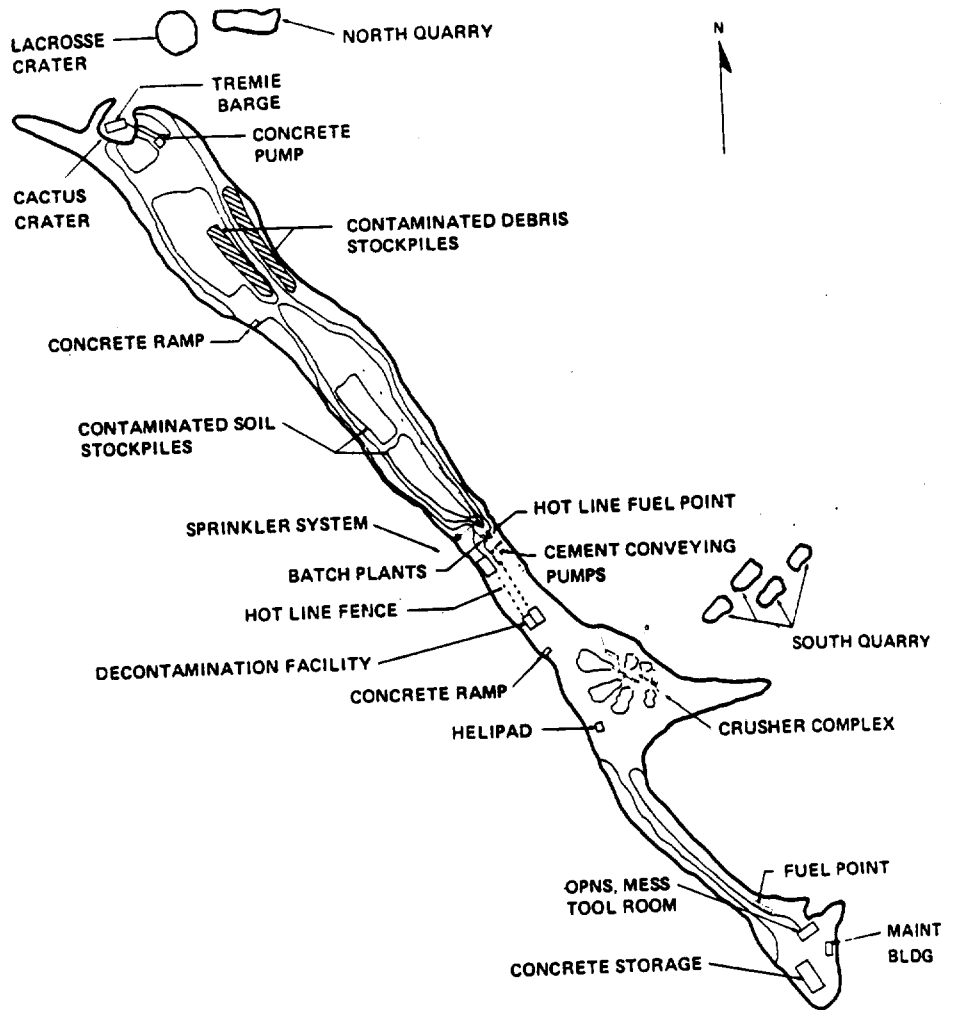 N
LACROSSE
CRATER
NORTH QUARRY
TREMIE
BARGE
CONCRETE
PUMP
CACTUS
CRATER
CONTAMINATED DEBRIS
STOCKPILES
CONCRETE RAMP
CONTAMINATED SOIL
STOCKPILES
HOT LINE FUEL POINT
SPRINKLER SYSTEM
CEMENT CONVEYING
PUMPS
BATCH PLANTS
HOT LINE FENCE
SOUTH QUARRY
DECONTAMINATION FACILITY
CONCRETE RAMP
HELIPAD
CRUSHER COMPLEX
FUEL POINT
OPNS, MESS
TOOL ROOM
MAINT
BLDG
CONCRETE STORAGE